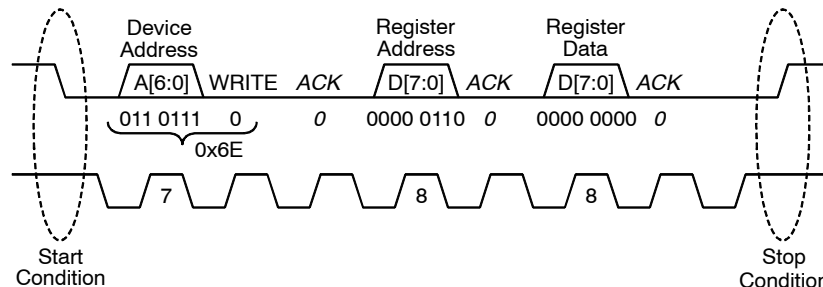 Device
Address
Register
Address
Register
Data
A[6:0] WRITE ACK D[7:0] ACK D[7:0] ACK
011 0111 0 0 0000 0110 0 0000 0000 0
0x6E
7 8 8
Start
Condition
Stop
Condition